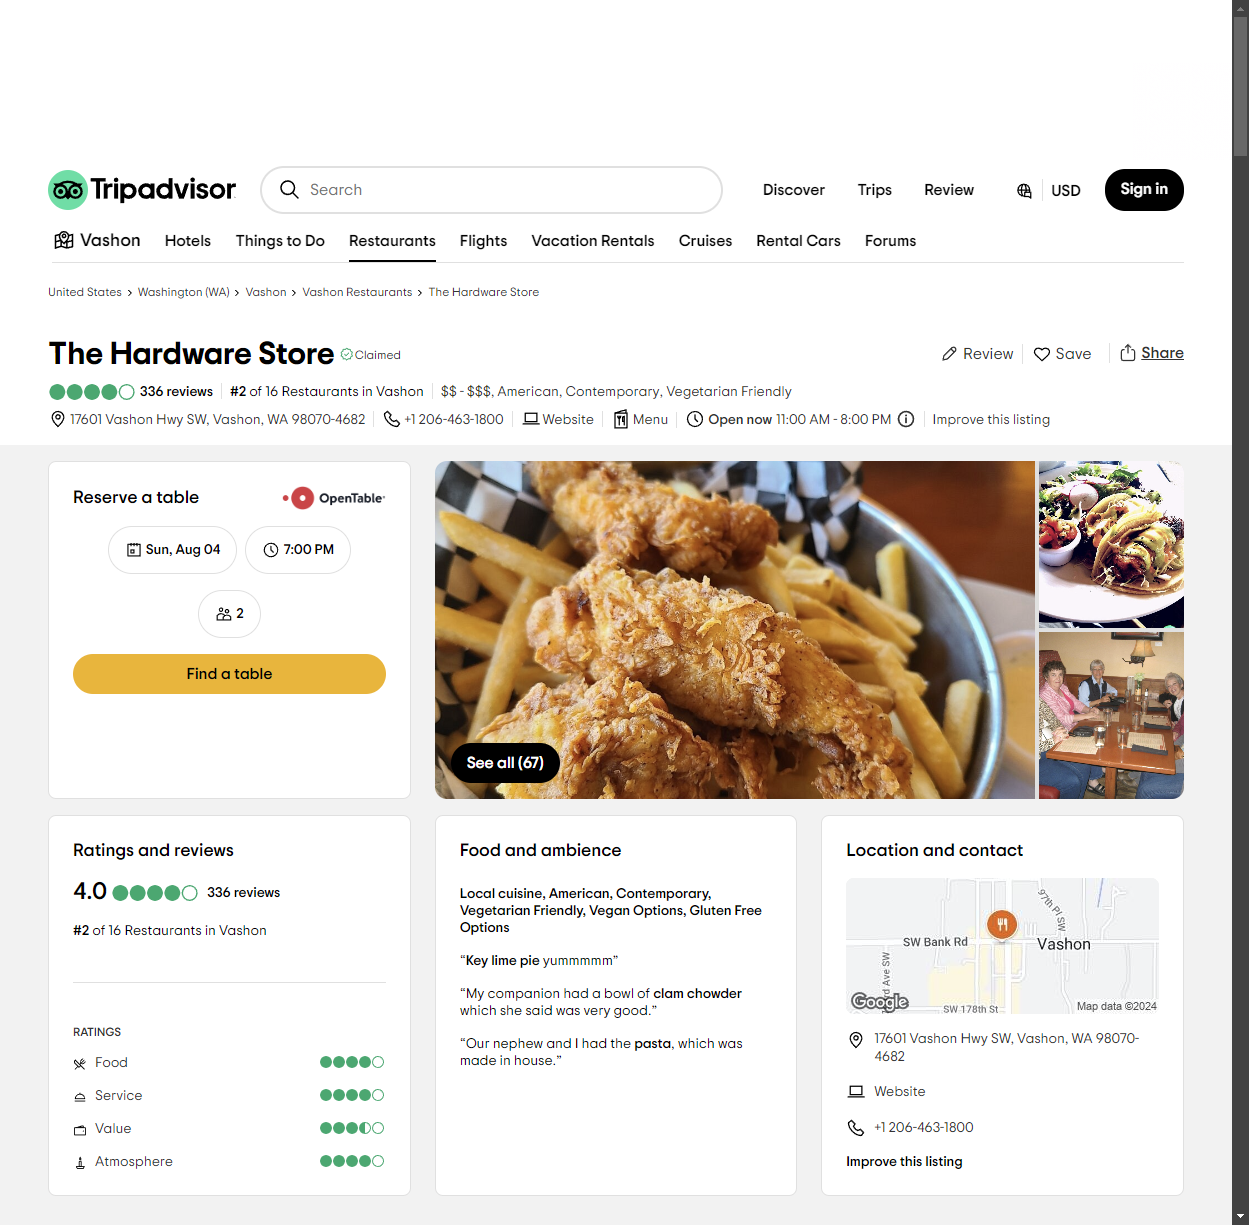 Tripadvisor
Search
Discover
Trips
Review
USD
Sign in
Vashon
Hotels
Things to Do
Restaurants
Flights
Vacation Rentals
Cruises
Rental Cars
Forums
United States › Washington (WA) › Vashon › Vashon Restaurants › The Hardware Store
The Hardware Store
Claimed
Review
Save
Share
336 reviews
#2 of 16 Restaurants in Vashon
$$ - $$$, American, Contemporary, Vegetarian Friendly
17601 Vashon Hwy SW, Vashon, WA 98070-4682
+1 206-463-1800
Website
Menu
Open now 11:00 AM - 8:00 PM
Improve this listing
Reserve a table
OpenTable
Sun, Aug 04
7:00 PM
2
Find a table
See all (67)
Ratings and reviews
4.0
336 reviews
#2 of 16 Restaurants in Vashon
RATINGS
Food
Service
Value
Atmosphere
Food and ambience
Local cuisine, American, Contemporary,
Vegetarian Friendly, Vegan Options, Gluten Free
Options
“Key lime pie yummmmm”
“My companion had a bowl of clam chowder
which she said was very good.”
“Our nephew and I had the pasta, which was
made in house.”
Location and contact
97th Pl SW
SW Bank Rd
Vashon
rd Ave SW
Google
SW 178th St
Map data ©2024
17601 Vashon Hwy SW, Vashon, WA 98070-
4682
Website
+1 206-463-1800
Improve this listing